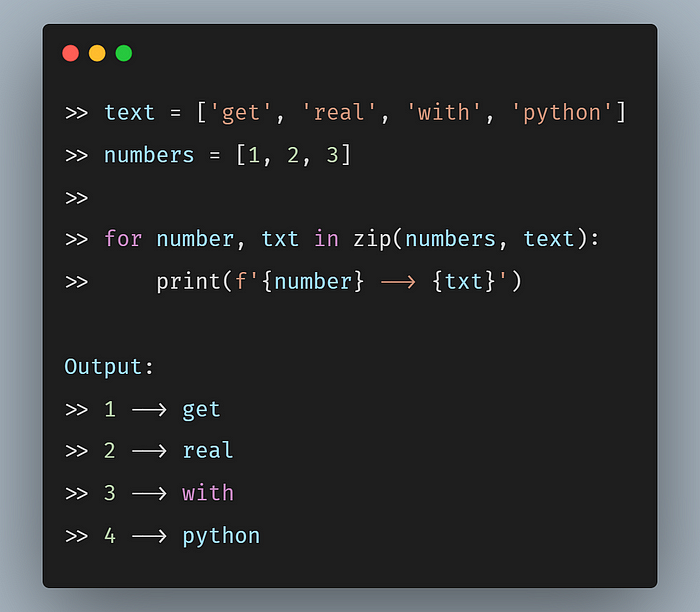 >> text = ['get', 'real', 'with', 'python']
>> numbers = [1, 2, 3]
>>
>> for number, txt in zip(numbers, text):
>>     print(f'{number} --> {txt}')
Output:
>> 1 --> get
>> 2 --> real
>> 3 --> with
>> 4 --> python